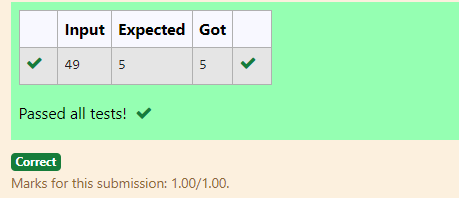 Input Expected Got
49 5 5
Passed all tests!
Correct
Marks for this submission: 1.00/1.00.